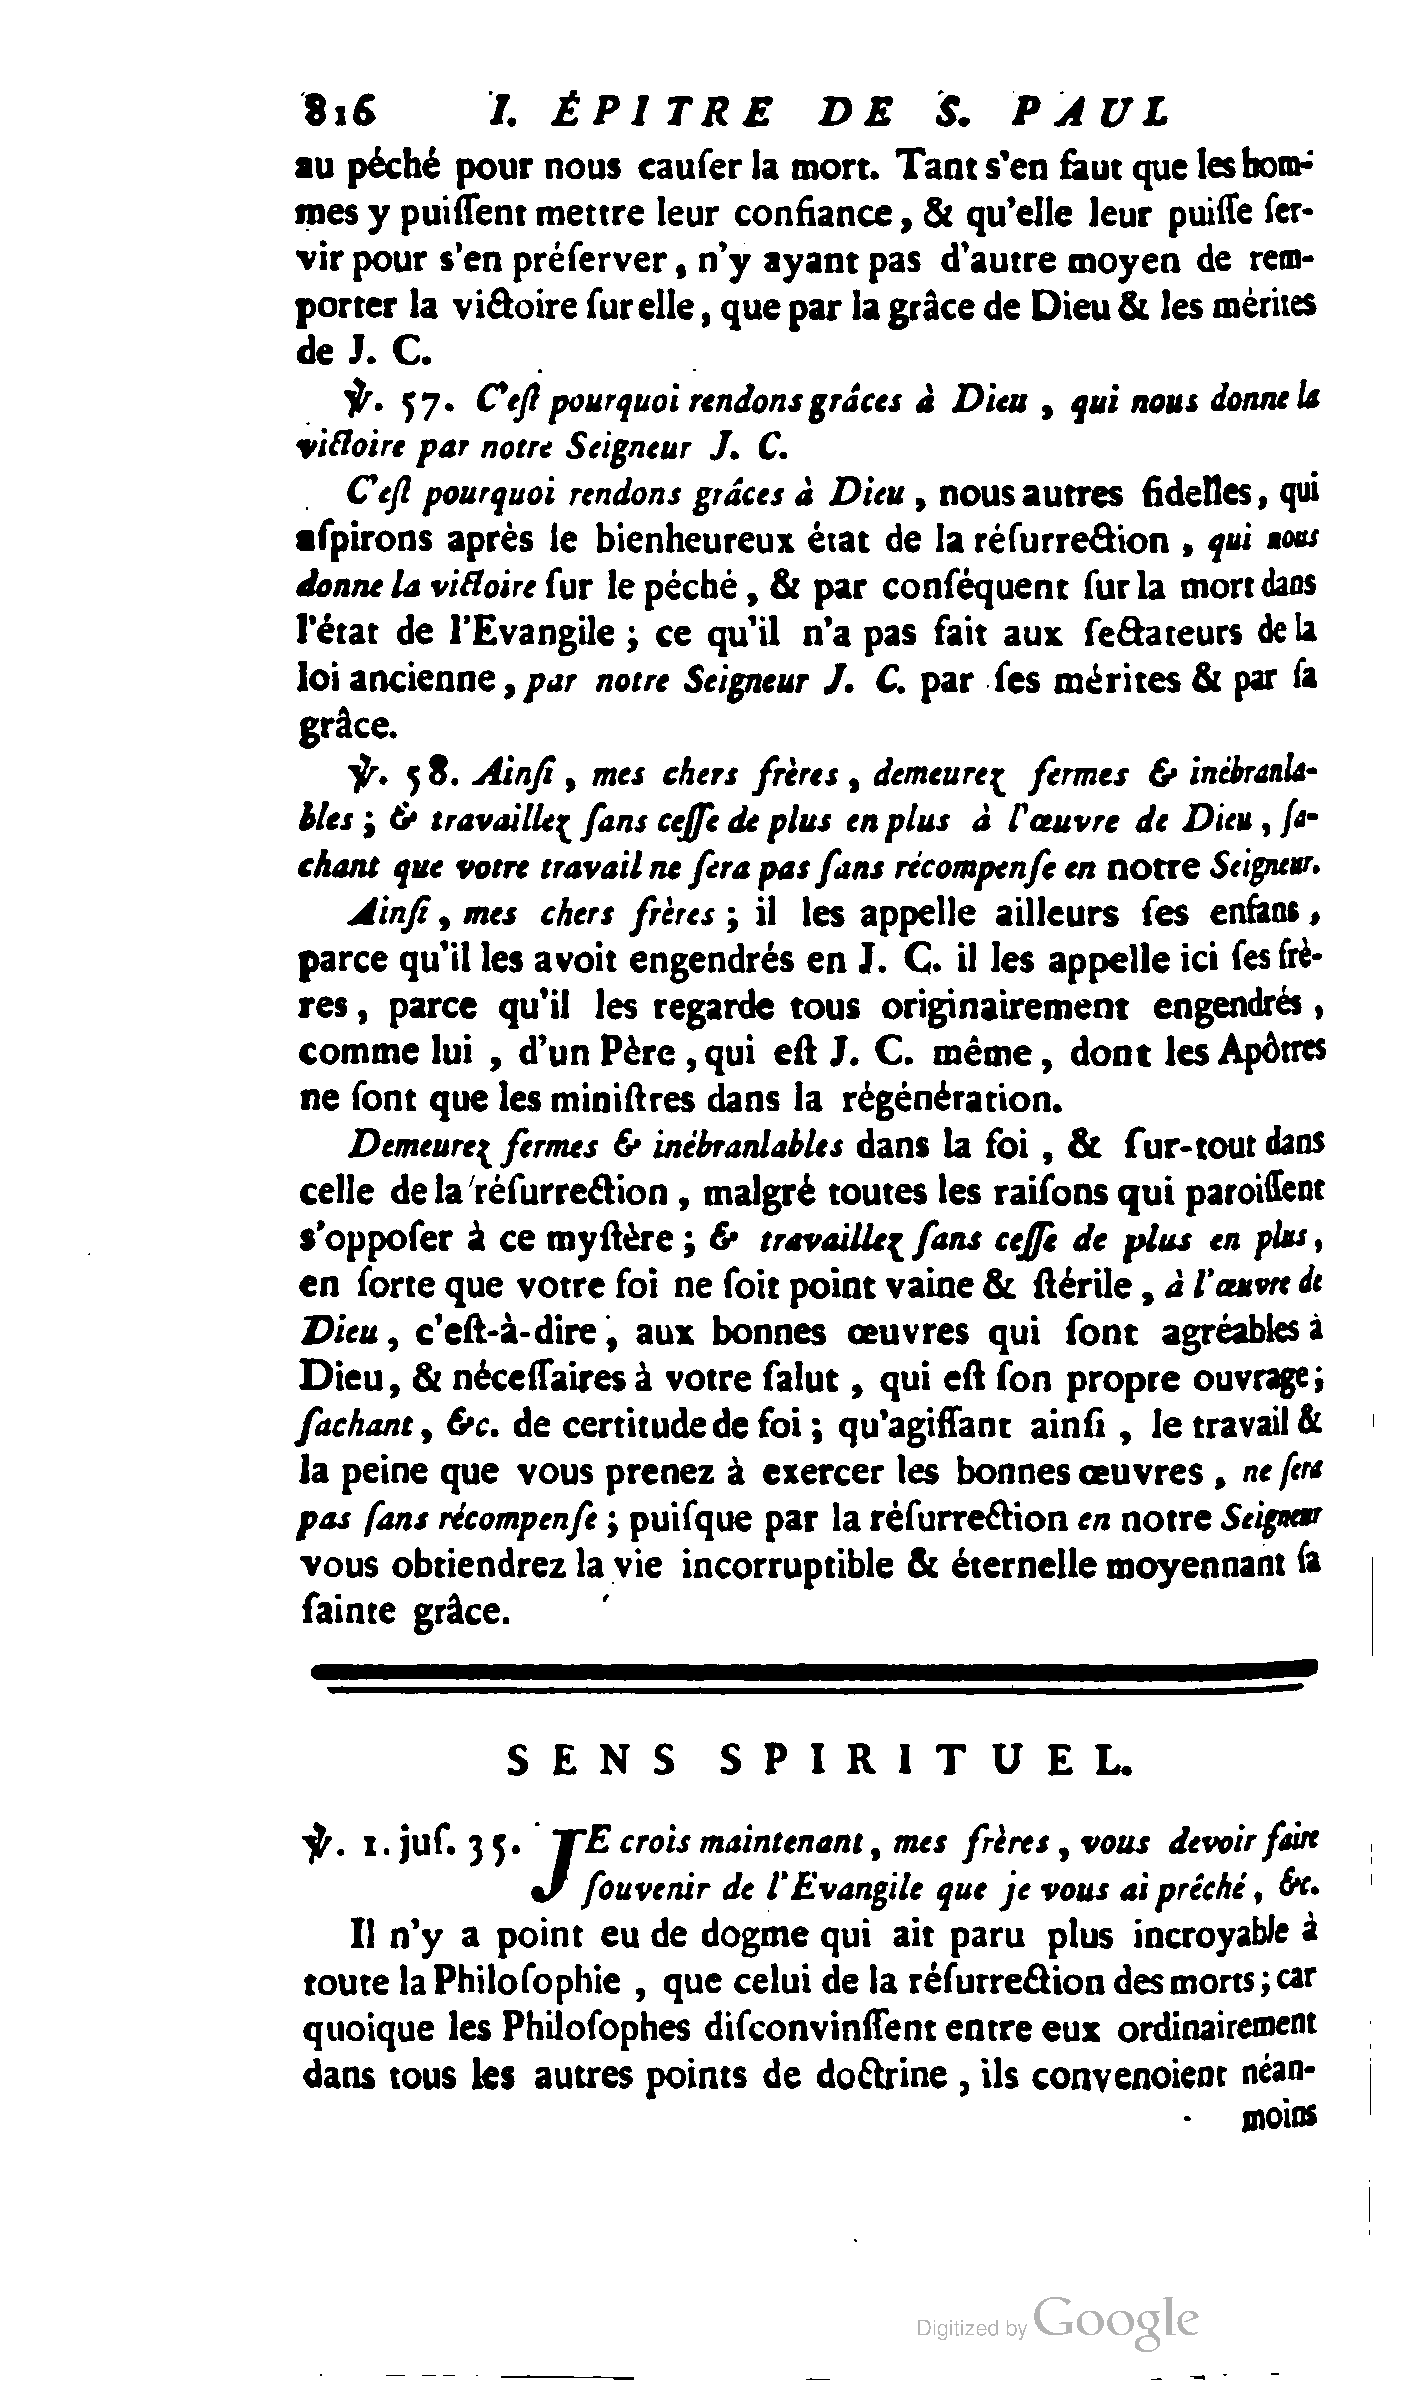 816 I. ÉPITRE DE S. PAUL
au péché pour nous cauſer la mort. Tant s'en faut que les hom-
mes y puiſſent mettre leur confiance, & qu'elle leur puiſſe ſer-
vir pour s'en préſerver, n'y ayant pas d'autre moyen de rem-
porter la victoire ſur elle, que par la grâce de Dieu & les mérites
de J. C.
℣. 57. C'eſt pourquoi rendons grâces à Dieu, qui nous donne la
victoire par notre Seigneur J. C.
C'eſt pourquoi rendons grâces à Dieu, nous autres fidelles, qui
aſpirons après le bienheureux état de la réſurrection, qui nous
donne la victoire ſur le péché, & par conſéquent ſur la mort dans
l'état de l'Evangile; ce qu'il n'a pas fait aux ſectateurs de la
loi ancienne, par notre Seigneur J. C. par ſes mérites & par ſa
grâce.
℣. 58. Ainſi, mes chers frères, demeurez fermes & inébranla-
bles; & travaillez ſans ceſſe de plus en plus à l'œuvre de Dieu, ſa-
chant que votre travail ne ſera pas ſans récompenſe en notre Seigneur.
Ainſi, mes chers frères; il les appelle ailleurs ſes enfans,
parce qu'il les avoit engendrés en J. C. il les appelle ici ſes frè-
res, parce qu'il les regarde tous originairement engendrés,
comme lui, d'un Père, qui eſt J. C. même, dont les Apôtres
ne ſont que les miniſtres dans la régénération.
Demeurez fermes & inébranlables dans la foi, & ſur-tout dans
celle de la réſurrection, malgré toutes les raiſons qui paroiſſent
s'oppoſer à ce myſtère; & travaillez ſans ceſſe de plus en plus,
en ſorte que votre foi ne ſoit point vaine & ſtérile, à l'œuvre de
Dieu, c'eſt-à-dire, aux bonnes œuvres qui ſont agréables à
Dieu, & néceſſaires à votre ſalut, qui eſt ſon propre ouvrage;
ſachant, &c. de certitude de foi; qu'agiſſant ainſi, le travail &
la peine que vous prenez à exercer les bonnes œuvres, ne ſera
pas ſans récompenſe; puiſque par la réſurrection en notre Seigneur
vous obtiendrez la vie incorruptible & éternelle moyennant ſa
ſainte grâce.
SENS SPIRITUEL.
℣. 1. juſ. 35. JE crois maintenant, mes frères, vous devoir faire
ſouvenir de l'Evangile que je vous ai prêché, &c.
Il n'y a point eu de dogme qui ait paru plus incroyable à
toute la Philoſophie, que celui de la réſurrection des morts; car
quoique les Philoſophes diſconvinſſent entre eux ordinairement
dans tous les autres points de doctrine, ils convenoient néan-
moins
Digitized by Google